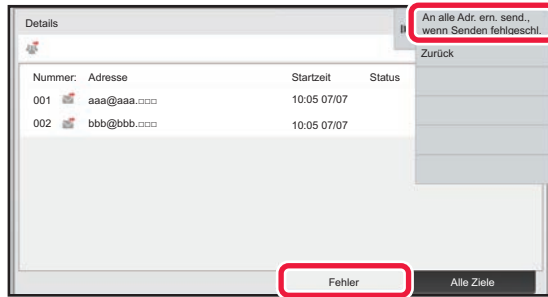 Details
An alle Adr. ern. send.,
wenn Senden fehlgeschl.
Zurück
Nummer: Adresse Startzeit Status
001 aaa@aaa.□□□ 10:05 07/07
002 bbb@bbb.□□□ 10:05 07/07
Fehler Alle Ziele